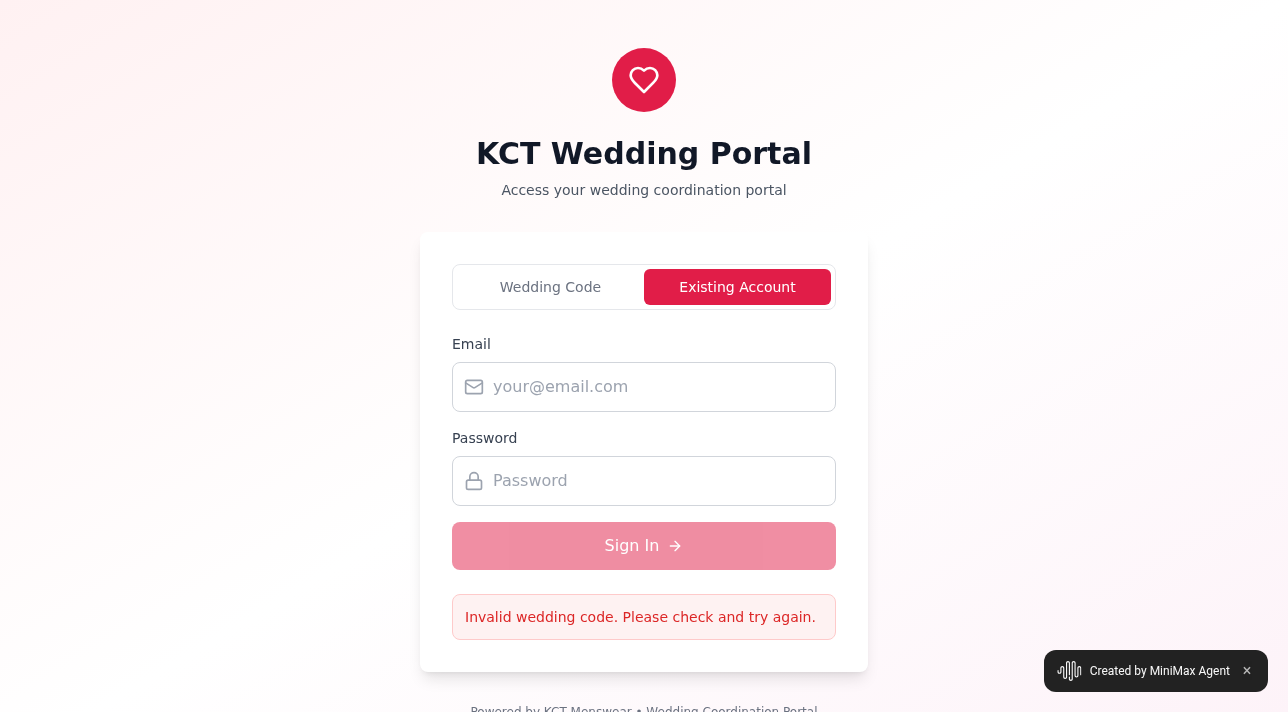 KCT Wedding Portal
Access your wedding coordination portal
Wedding Code
Existing Account
Email
your@email.com
Password
Password
Sign In →
Invalid wedding code. Please check and try again.
Created by MiniMax Agent ×
Powered by KCT Menswear • Wedding Coordination Portal